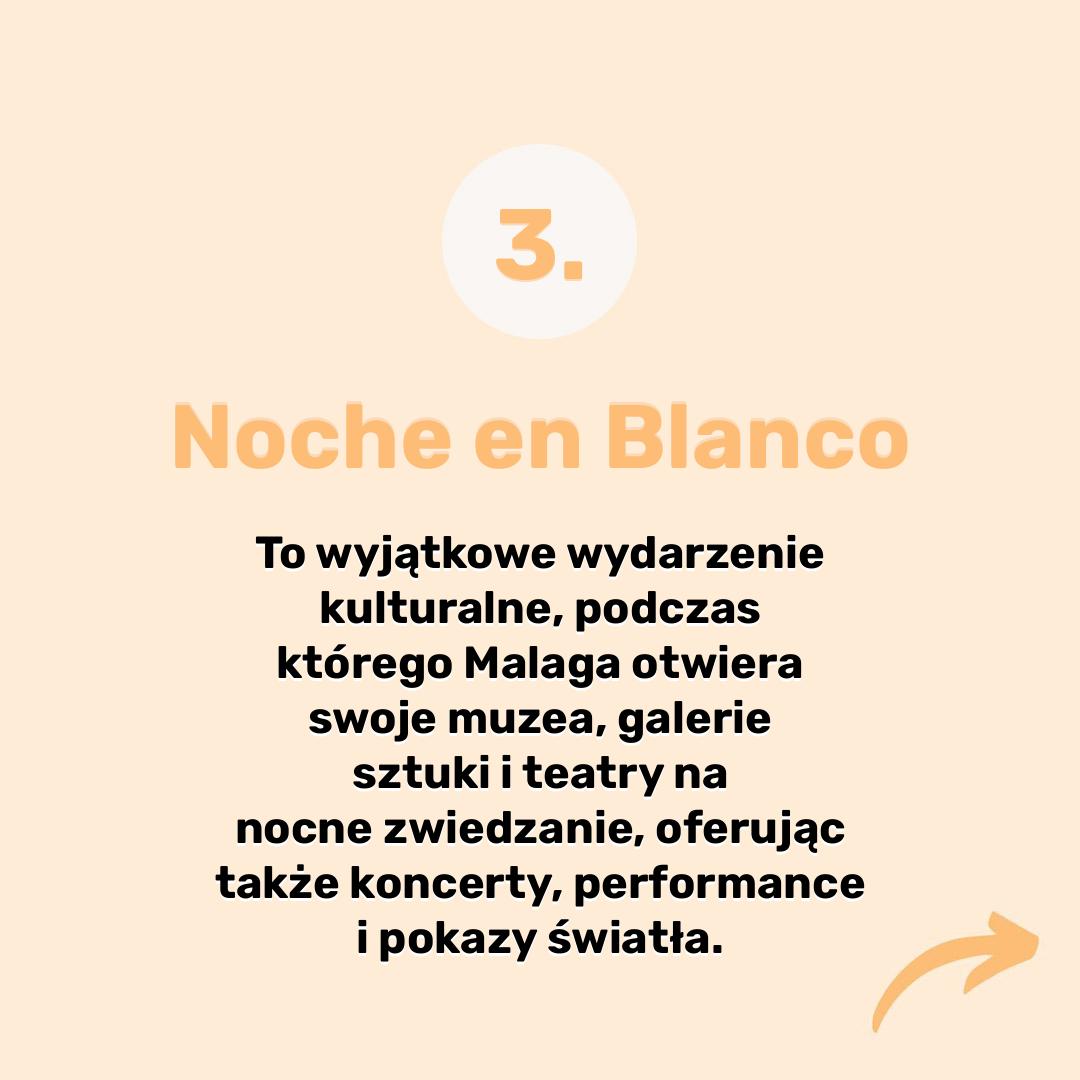 3.
Noche en Blanco
To wyjątkowe wydarzenie
kulturalne, podczas
którego Malaga otwiera
swoje muzea, galerie
sztuki i teatry na
nocne zwiedzanie, oferując
także koncerty, performance
i pokazy światła.